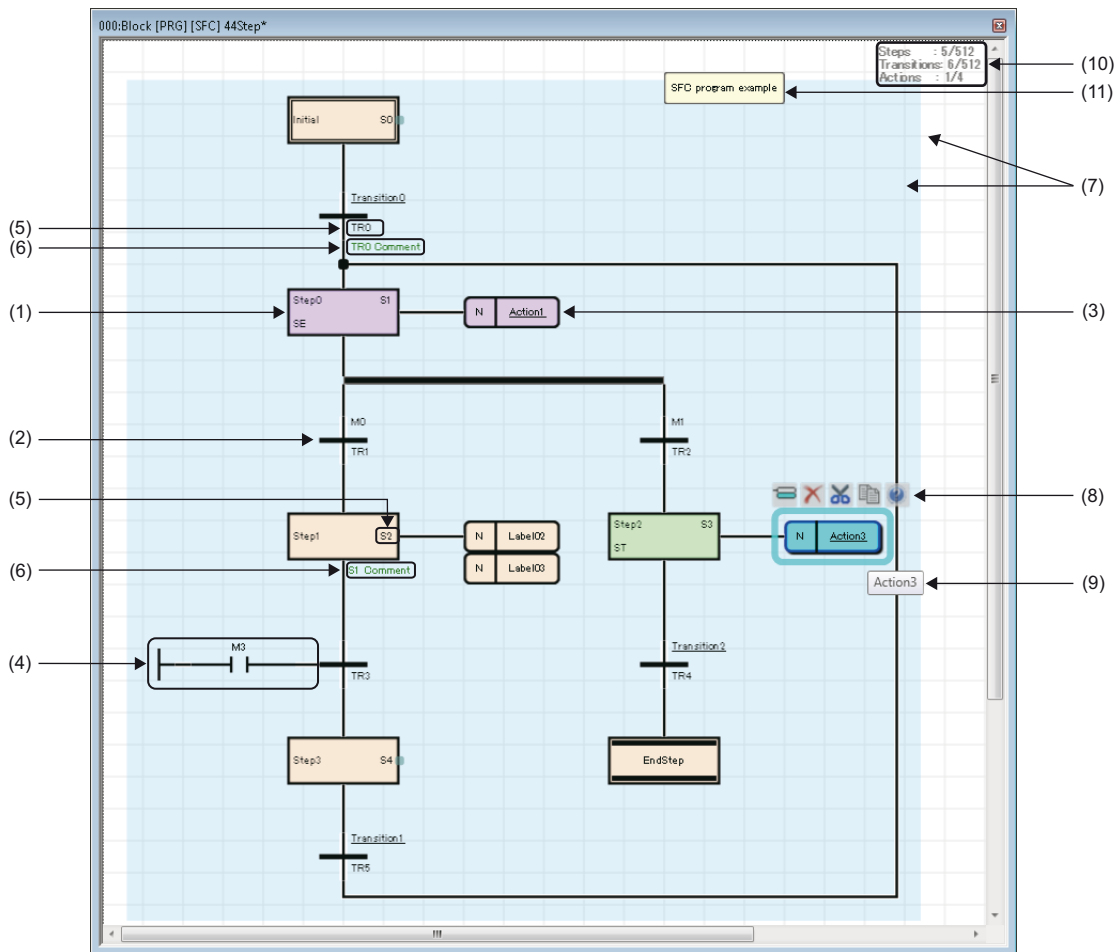 000:Block [PRG] [SFC] 44Step*
Steps : 5/512
Transitions: 6/512
Actions : 1/4
(10)
SFC program example
(11)
Initial S0
(7)
Transition0
(5)
TR0
(6)
TR0 Comment
(1)
Step0 S1
SE
N Action1
(3)
M0
M1
(2)
TR1
TR2
(5)
(8)
Step1 S2
N Label02
N Label03
Step2 S3
ST
N Action3
(6)
S1 Comment
Action3
(9)
M3
(4)
TR3
Transition2
TR4
Step3 S4
EndStep
Transition1
TR5